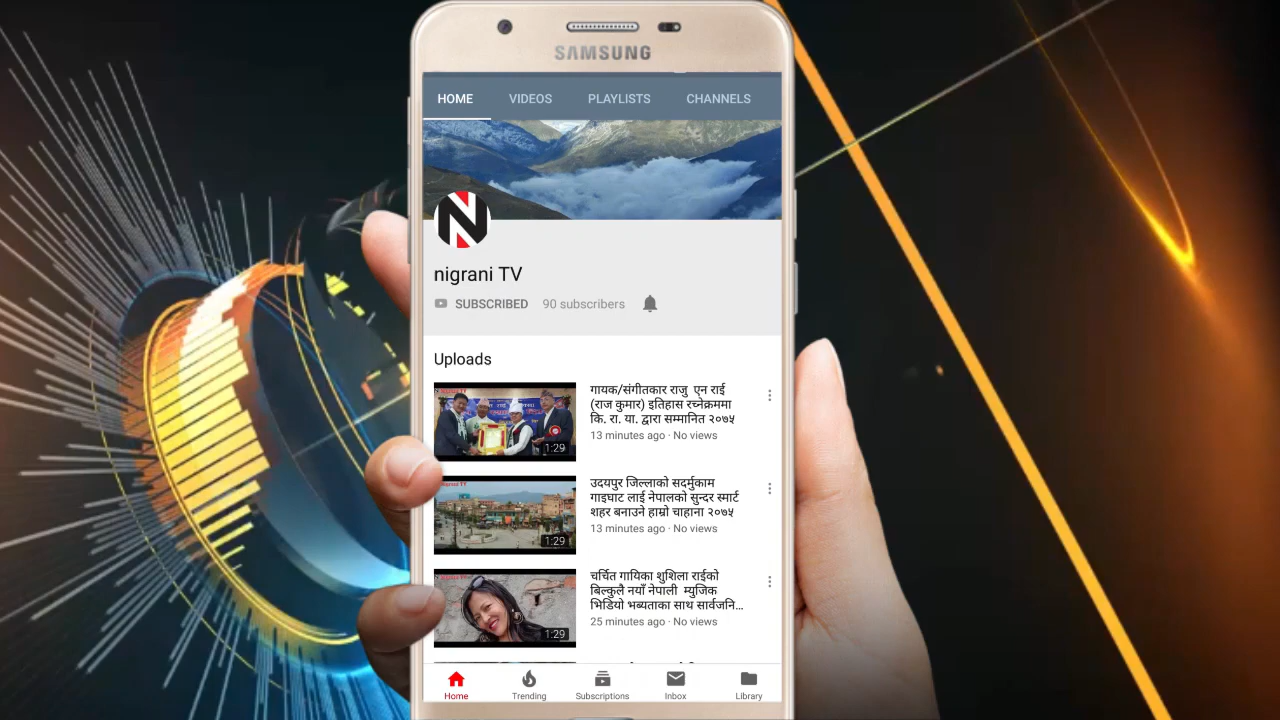 SAMSUNG
HOME VIDEOS PLAYLISTS CHANNELS
N
nigrani TV
SUBSCRIBED 90 subscribers
Uploads
गायक/संगीतकार राजु एन राई
(राज कुमार) इतिहास रच्नेक्रममा
कि. रा. या. द्वारा सम्मानित २०७५
13 minutes ago · No views
1:29
उदयपुर जिल्लाको सदर्मुकाम
गाइघाट लाई नेपालको सुन्दर स्मार्ट
शहर बनाउने हाम्रो चाहाना २०७५
13 minutes ago · No views
1:29
चर्चित गायिका शुशिला राईको
बिल्कुलै नयाँ नेपाली म्युजिक
भिडियो भब्यताका साथ सार्वजनि...
25 minutes ago · No views
1:29
Home Trending Subscriptions Inbox Library